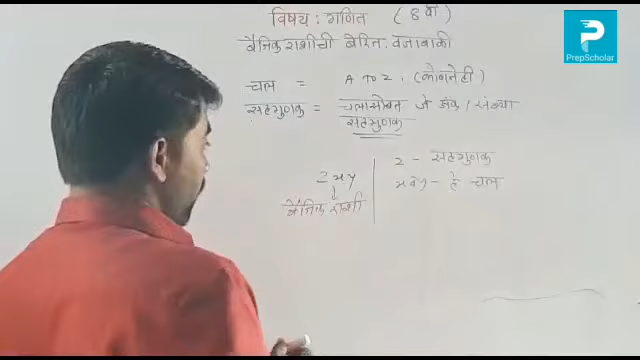 विषय : गणित (8 वी)
बैजिक राशीची बेरिज, वजाबाकी
चल = A to Z. (कोणतेही)
सहगुणक = चलासोबत जे अंक / संख्या
सहगुणक
2xy
↓
बैजिक राशी
2 - सहगुणक
x व y - हे चल
PrepScholar